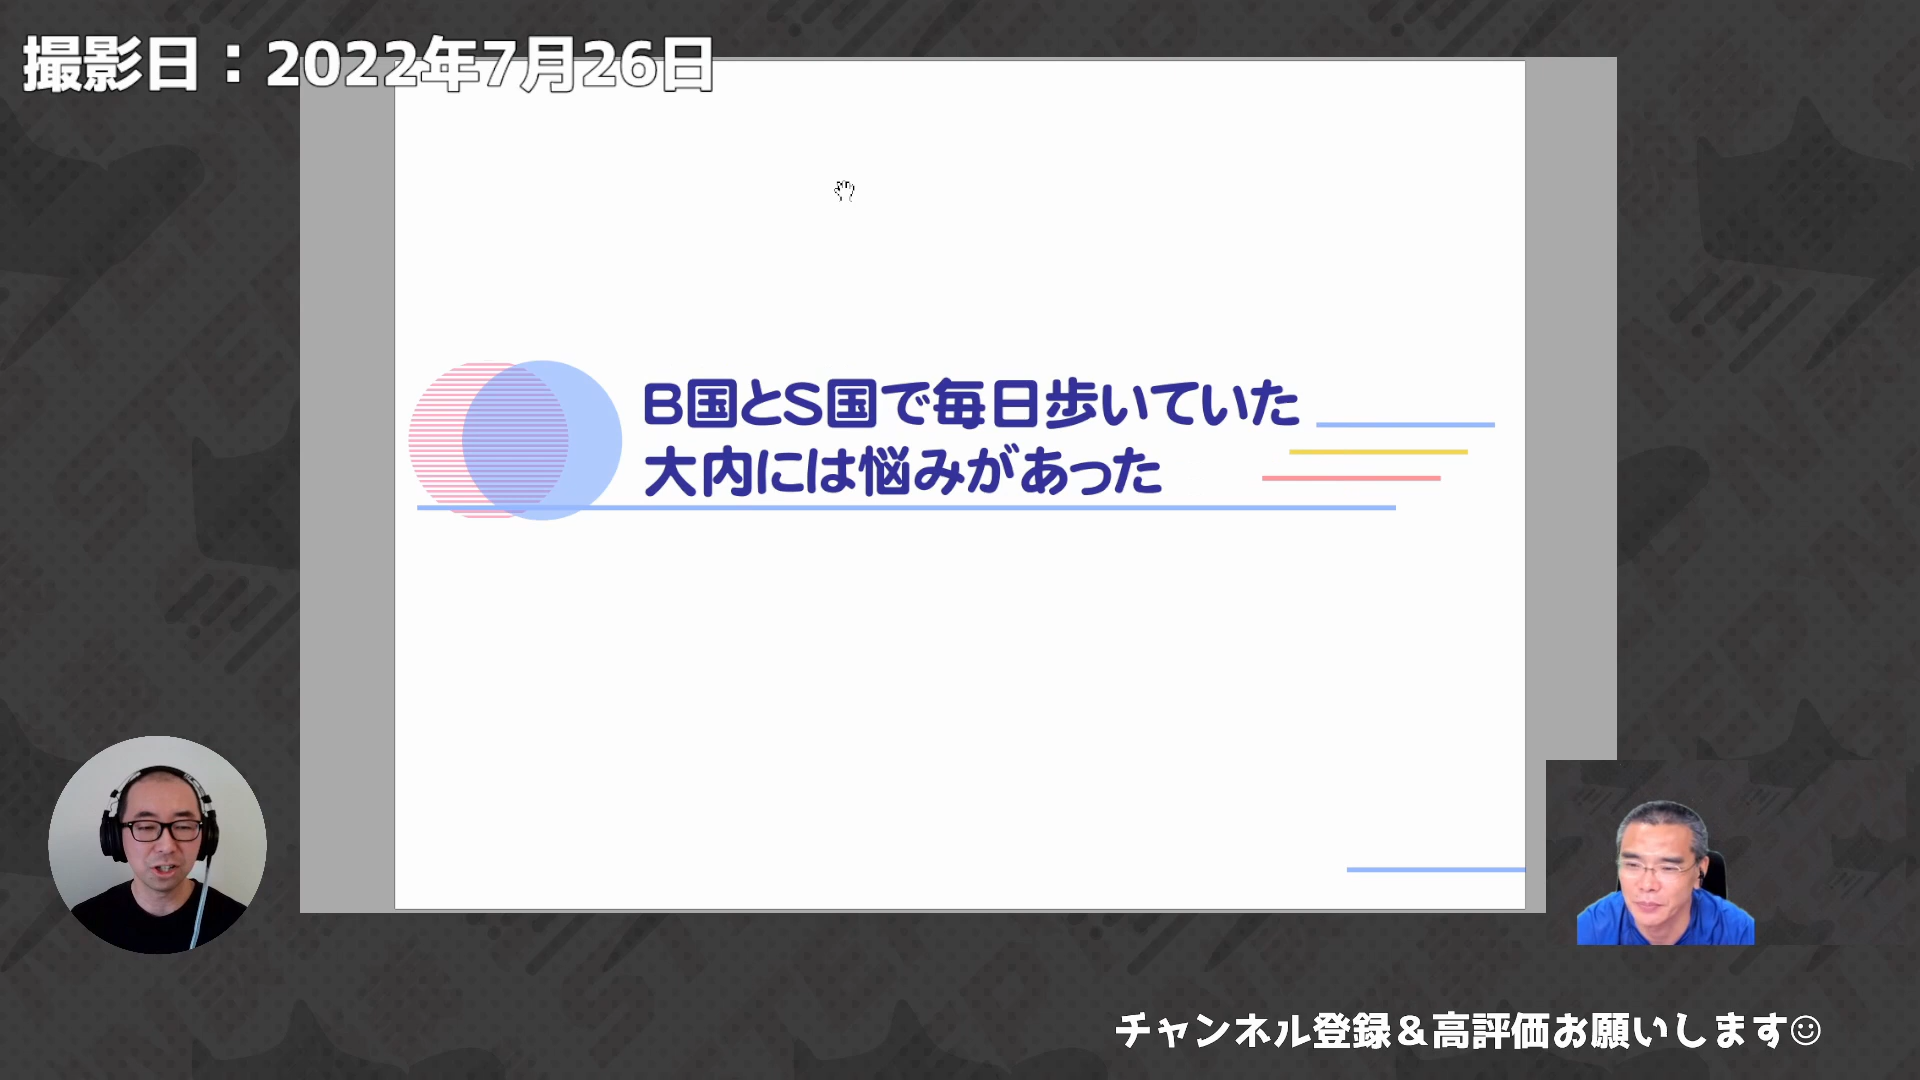 撮影日：2022年7月26日
B国とS国で毎日歩いていた
大内には悩みがあった
チャンネル登録＆高評価お願いします☺